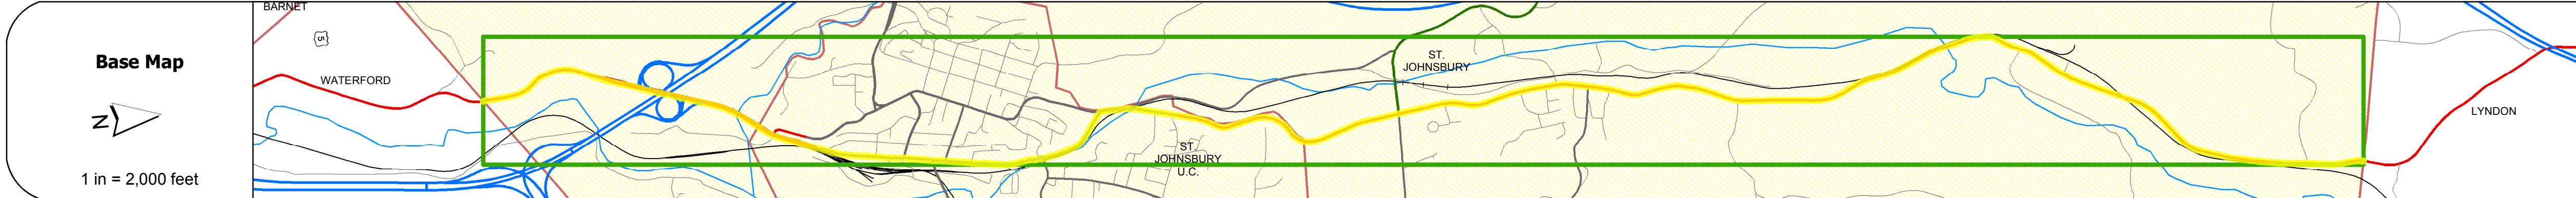 Base Map
N
1 in = 2,000 feet
BARNET
5
WATERFORD
ST.
JOHNSBURY
ST.
JOHNSBURY
U.C.
LYNDON